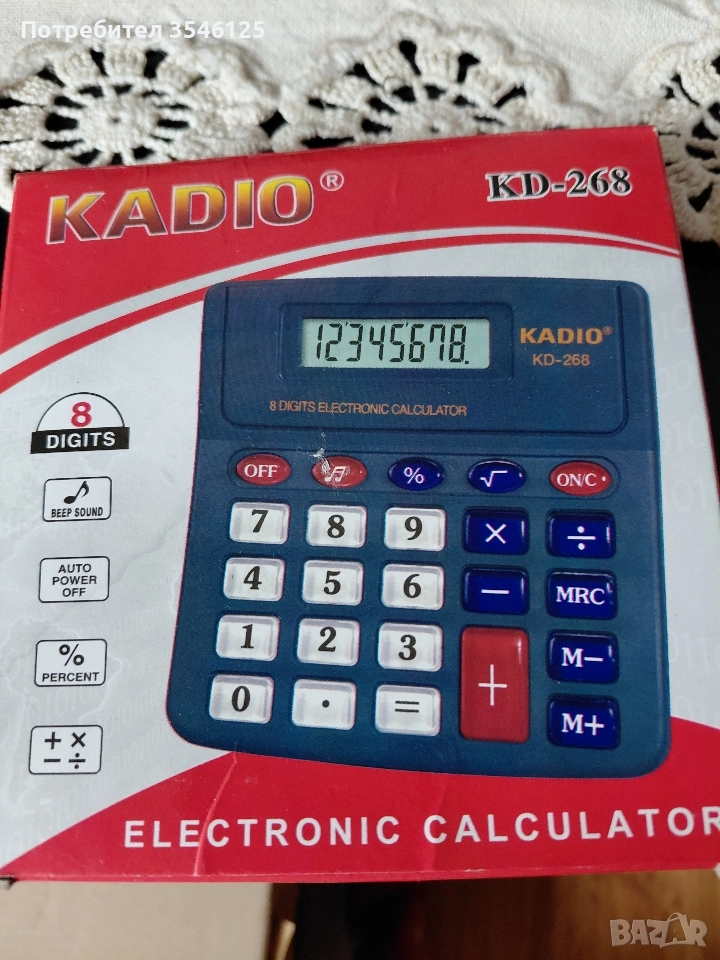 Потребител 3546125
KADIO® KD-268
12345678.
KADIO®
KD-268
8 DIGITS ELECTRONIC CALCULATOR
8
DIGITS
BEEP SOUND
AUTO
POWER
OFF
%
PERCENT
+ ×
− ÷
OFF % √ ON/C •
7 8 9 × ÷
4 5 6 − MRC
1 2 3 + M−
0 • = M+
ELECTRONIC CALCULATOR
BAZAR